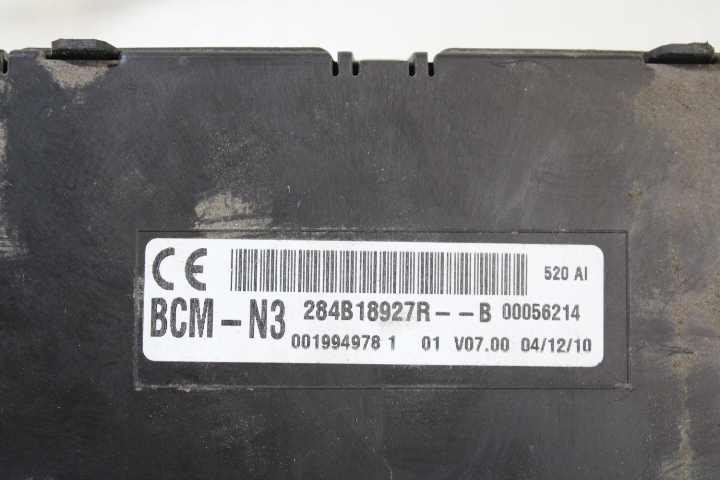 CE 520 AI
BCM-N3 284B18927R--B 00056214
001994978 1 01 V07.00 04/12/10